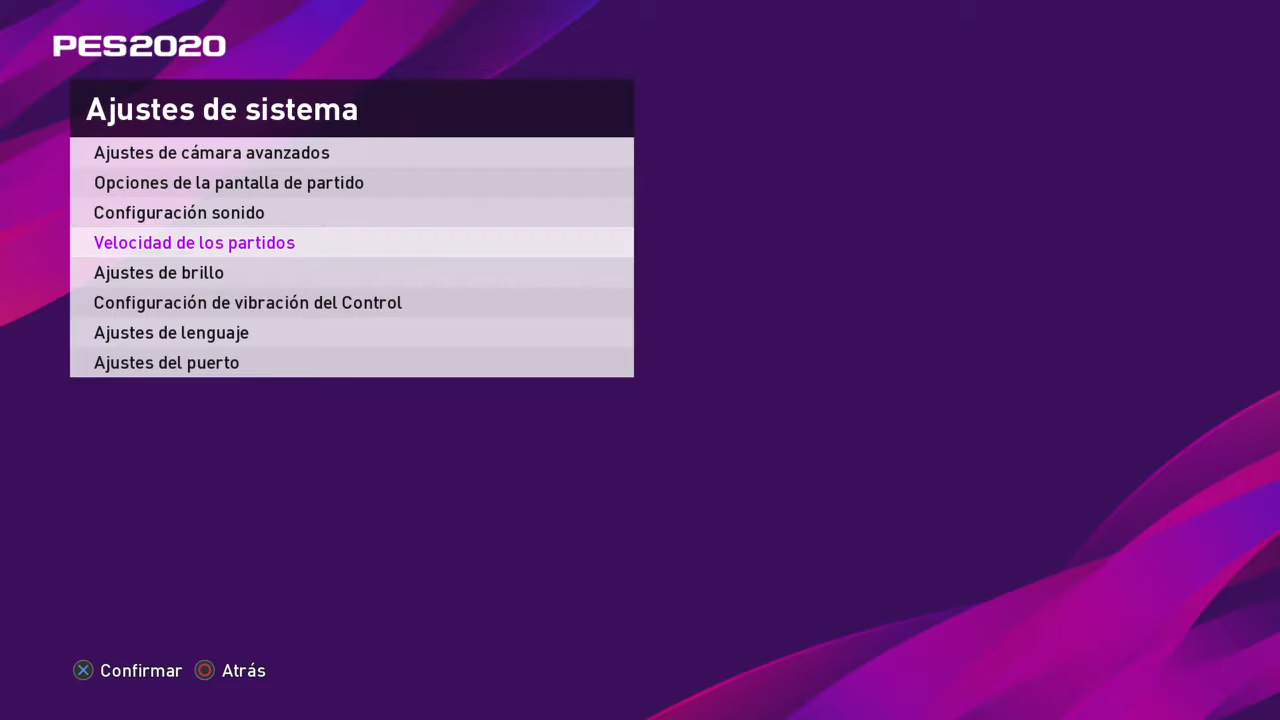 PES2020
Ajustes de sistema
Ajustes de cámara avanzados
Opciones de la pantalla de partido
Configuración sonido
Velocidad de los partidos
Ajustes de brillo
Configuración de vibración del Control
Ajustes de lenguaje
Ajustes del puerto
Confirmar Atrás